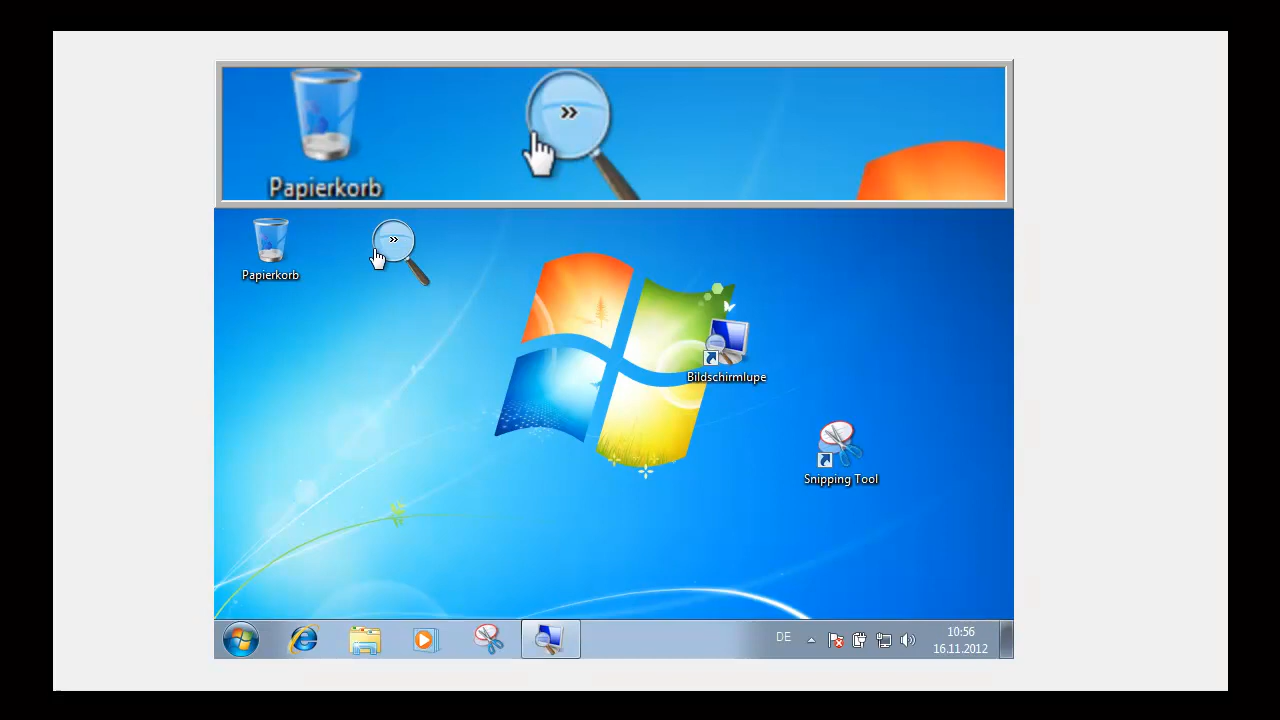 Papierkorb
Papierkorb
Bildschirmlupe
Snipping Tool
DE
10:56
16.11.2012